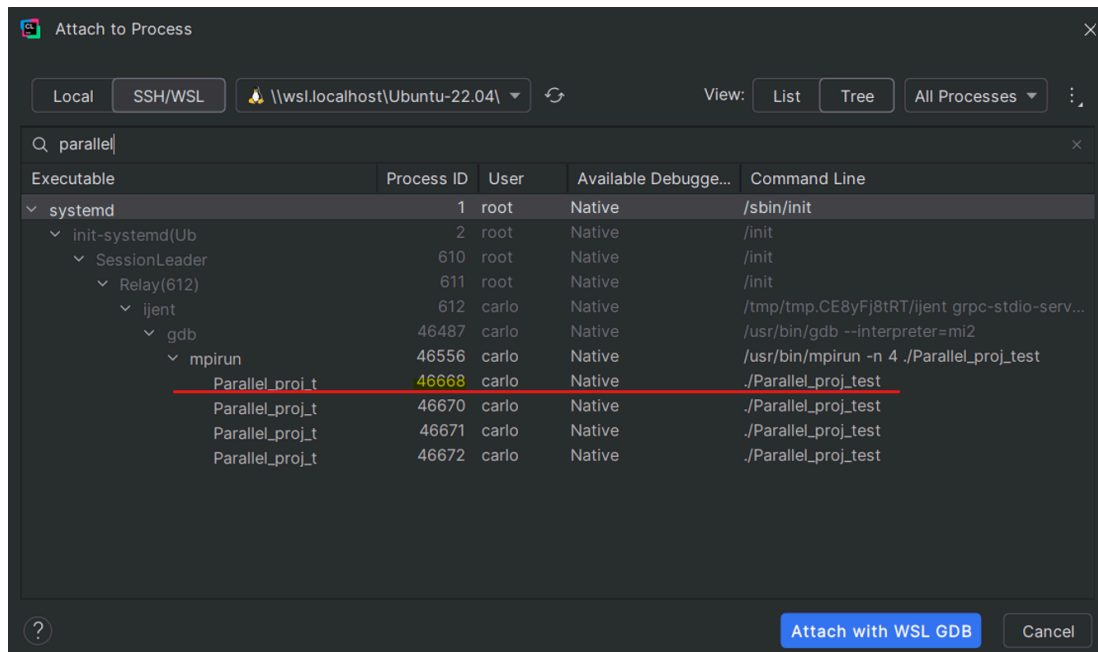 Attach to Process
Local SSH/WSL \\wsl.localhost\Ubuntu-22.04\ View: List Tree All Processes
parallel
Executable Process ID User Available Debugge... Command Line
systemd 1 root Native /sbin/init
init-systemd(Ub 2 root Native /init
SessionLeader 610 root Native /init
Relay(612) 611 root Native /init
ijent 612 carlo Native /tmp/tmp.CE8yFj8tRT/ijent grpc-stdio-serv...
gdb 46487 carlo Native /usr/bin/gdb --interpreter=mi2
mpirun 46556 carlo Native /usr/bin/mpirun -n 4 ./Parallel_proj_test
Parallel_proj_t 46668 carlo Native ./Parallel_proj_test
Parallel_proj_t 46670 carlo Native ./Parallel_proj_test
Parallel_proj_t 46671 carlo Native ./Parallel_proj_test
Parallel_proj_t 46672 carlo Native ./Parallel_proj_test
? Attach with WSL GDB Cancel